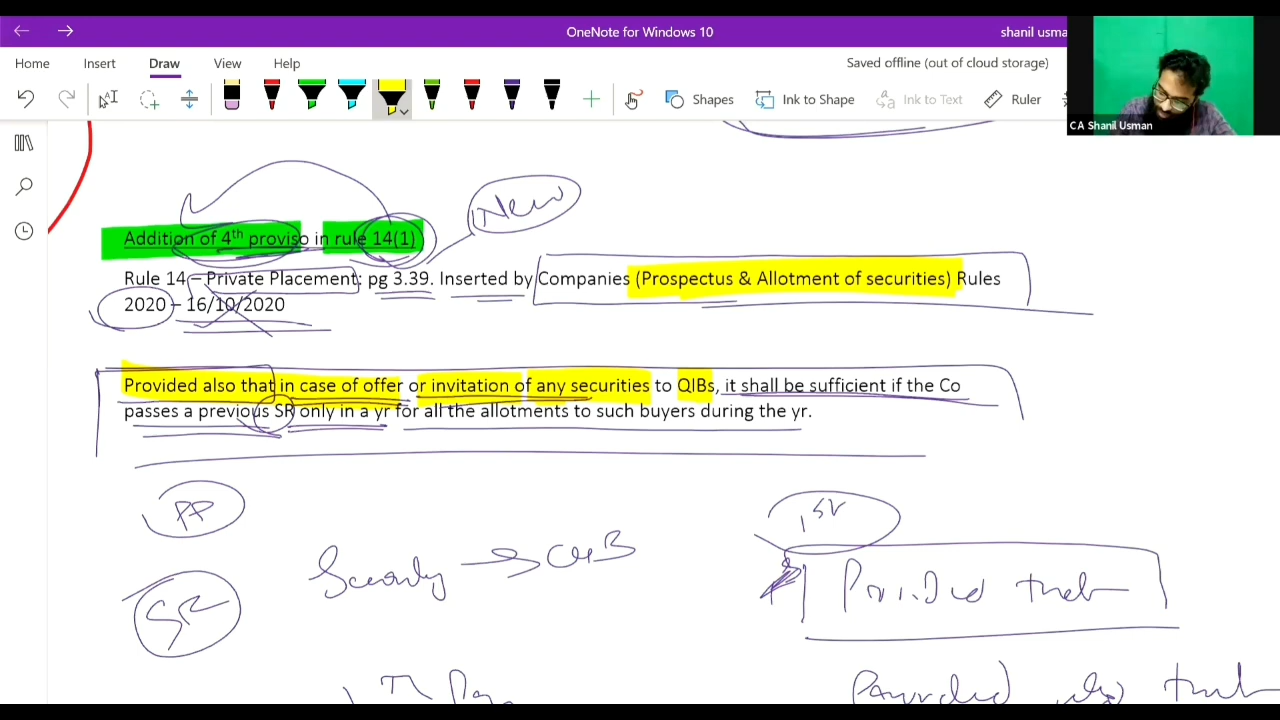 OneNote for Windows 10
shanil usma
Home Insert Draw View Help
Saved offline (out of cloud storage)
Shapes Ink to Shape Ink to Text Ruler
CA Shanil Usman
New
Addition of 4th proviso in rule 14(1)
Rule 14 – Private Placement: pg 3.39. Inserted by Companies (Prospectus & Allotment of securities) Rules
2020 – 16/10/2020
Provided also that in case of offer or invitation of any securities to QIBs, it shall be sufficient if the Co
passes a previous SR only in a yr for all the allotments to such buyers during the yr.
PP
Security → QIB
SR
Provided that
Provided also that